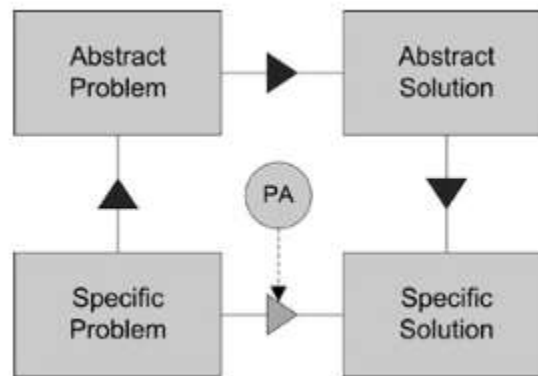 Abstract
Problem
Abstract
Solution
PA
Specific
Problem
Specific
Solution